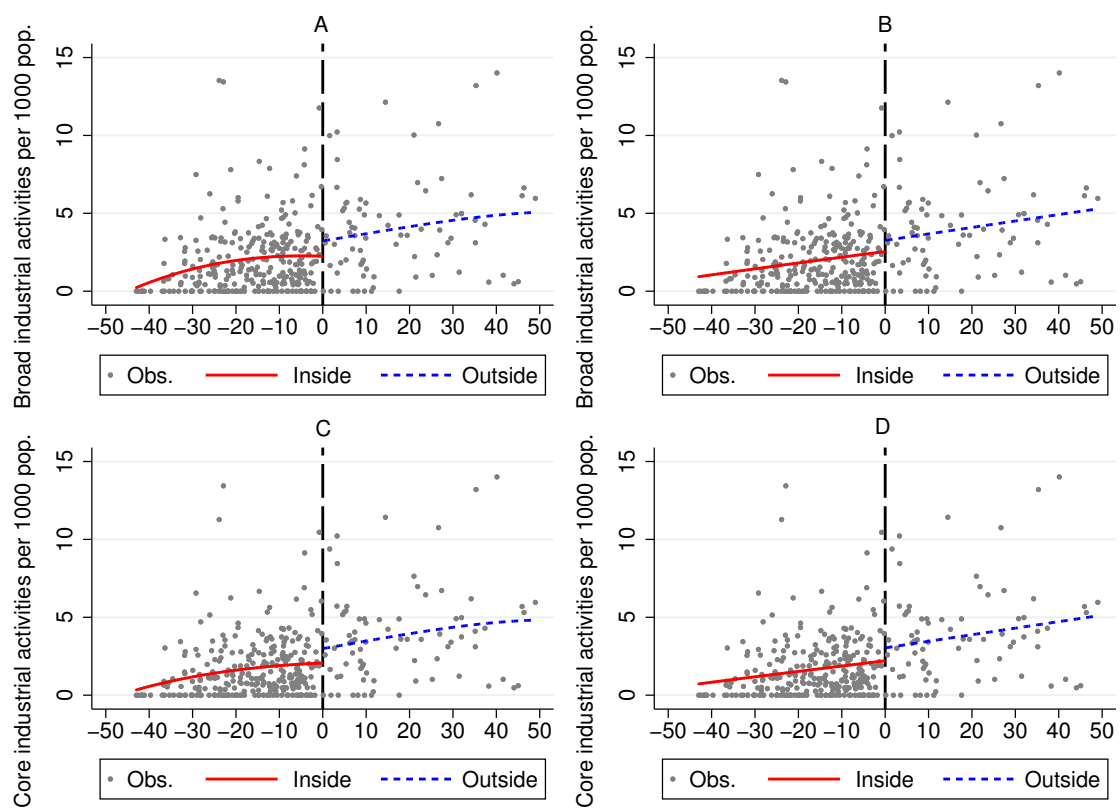 A
Broad industrial activities per 1000 pop.
15
10
5
0
−50 −40 −30 −20 −10 0 10 20 30 40 50
Obs. Inside Outside
B
Broad industrial activities per 1000 pop.
15
10
5
0
−50 −40 −30 −20 −10 0 10 20 30 40 50
Obs. Inside Outside
C
Core industrial activities per 1000 pop.
15
10
5
0
−50 −40 −30 −20 −10 0 10 20 30 40 50
Obs. Inside Outside
D
Core industrial activities per 1000 pop.
15
10
5
0
−50 −40 −30 −20 −10 0 10 20 30 40 50
Obs. Inside Outside